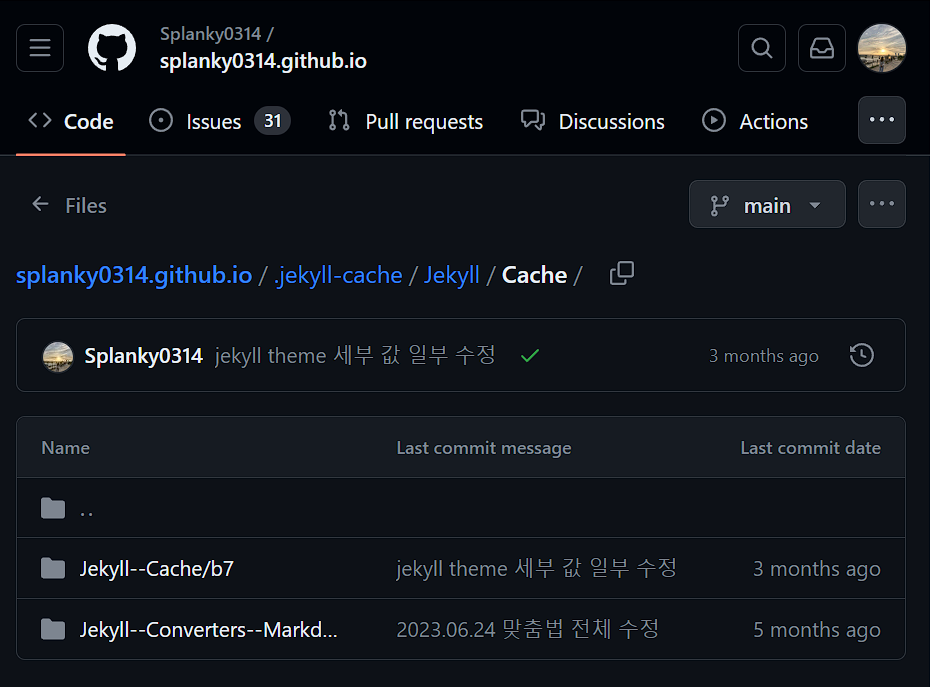 Splanky0314 /
splanky0314.github.io
Code Issues 31 Pull requests Discussions Actions
Files main
splanky0314.github.io / .jekyll-cache / Jekyll / Cache /
Splanky0314 jekyll theme 세부 값 일부 수정 3 months ago
Name Last commit message Last commit date
..
Jekyll--Cache/b7 jekyll theme 세부 값 일부 수정 3 months ago
Jekyll--Converters--Markd... 2023.06.24 맞춤법 전체 수정 5 months ago